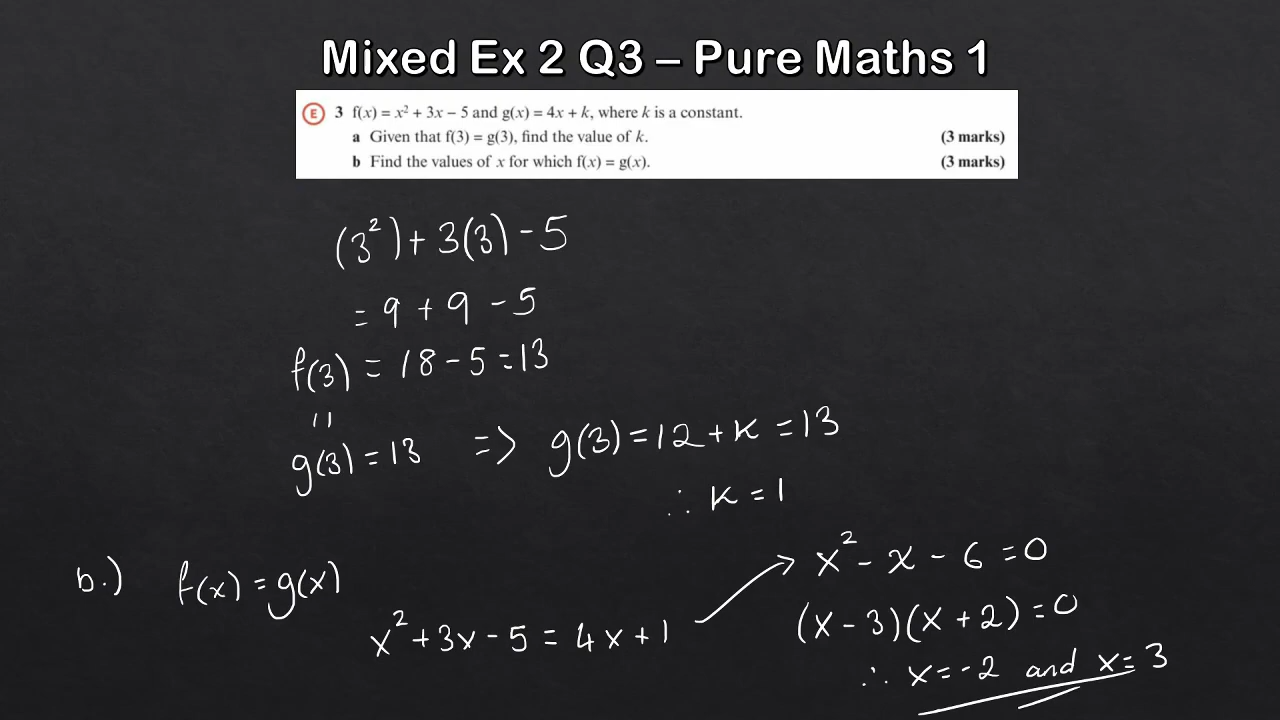 Mixed Ex 2 Q3 – Pure Maths 1
E 3 f(x) = x² + 3x – 5 and g(x) = 4x + k, where k is a constant.
a Given that f(3) = g(3), find the value of k. (3 marks)
b Find the values of x for which f(x) = g(x). (3 marks)
(3²) + 3(3) - 5
= 9 + 9 - 5
f(3) = 18 - 5 = 13
||
g(3) = 13 => g(3) = 12 + k = 13
∴ k = 1
b.) f(x) = g(x)
x² + 3x - 5 = 4x + 1
x² - x - 6 = 0
(x - 3)(x + 2) = 0
∴ x = -2 and x = 3